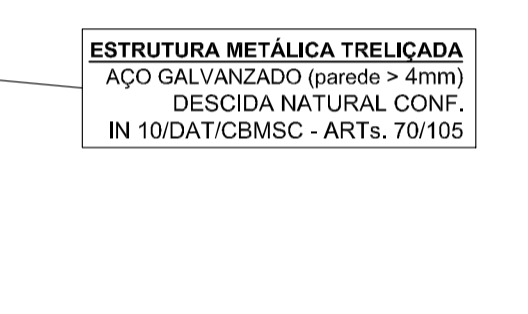 ESTRUTURA METÁLICA TRELIÇADA
AÇO GALVANZADO (parede > 4mm)
DESCIDA NATURAL CONF.
IN 10/DAT/CBMSC - ARTs. 70/105